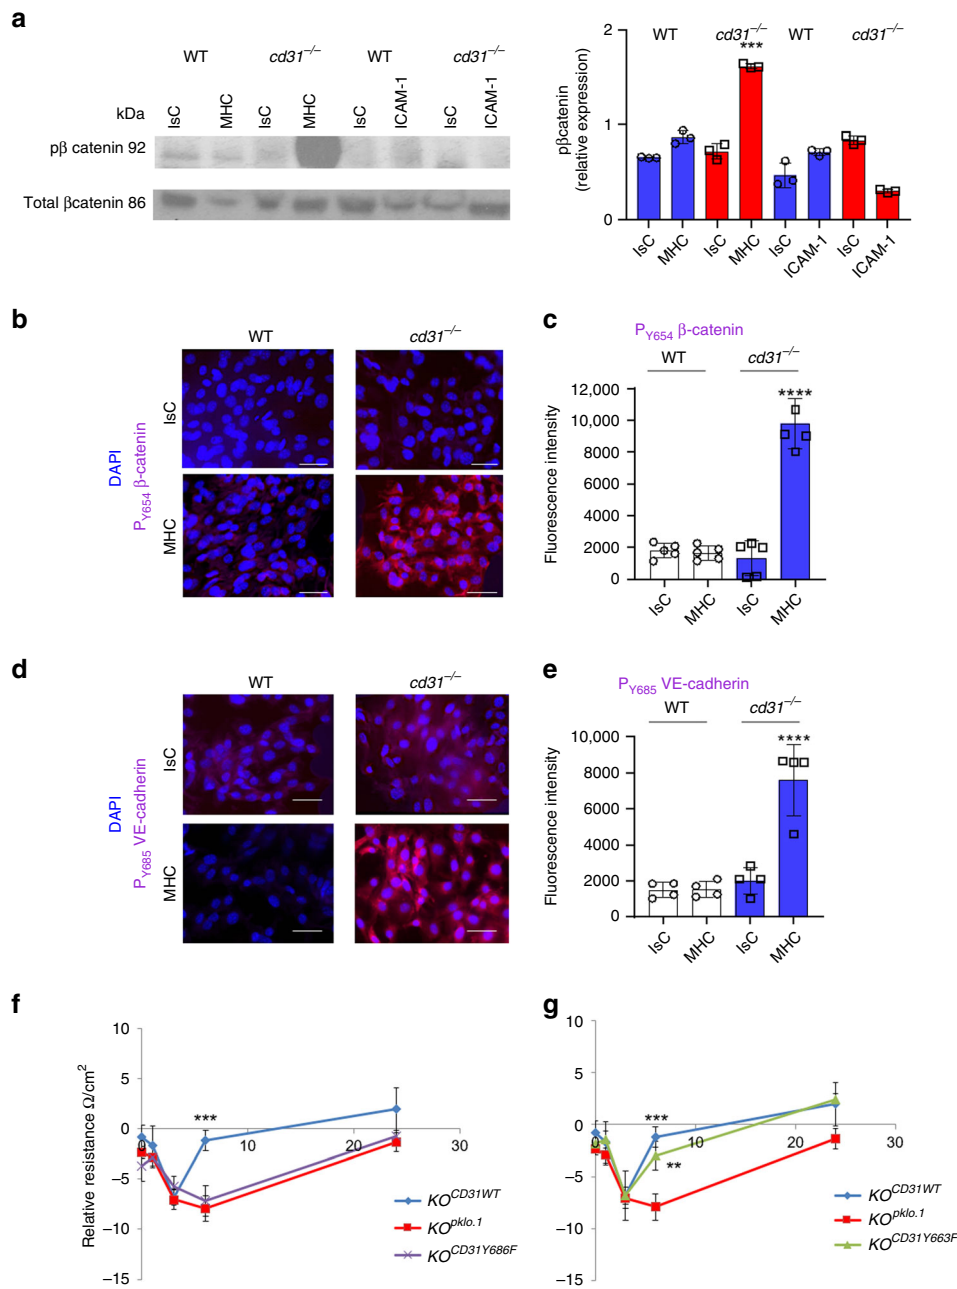 a
WT cd31–/– WT cd31–/–
kDa IsC MHC IsC MHC IsC ICAM-1 IsC ICAM-1
pβ catenin 92
Total βcatenin 86
WT cd31–/– WT cd31–/–
***
pβcatenin
(relative expression)
2
1
0
IsC MHC IsC MHC IsC ICAM-1 IsC ICAM-1
b
WT cd31–/–
DAPI
PY654 β-catenin
IsC
MHC
c
PY654 β-catenin
WT cd31–/–
****
Fluorescence intensity
12,000
10,000
8000
6000
4000
2000
0
IsC MHC IsC MHC
d
WT cd31–/–
DAPI
PY685 VE-cadherin
IsC
MHC
e
PY685 VE-cadherin
WT cd31–/–
****
Fluorescence intensity
10,000
8000
6000
4000
2000
0
IsC MHC IsC MHC
f
Relative resistance Ω/cm2
10
5
0
–5
–10
–15
0 10 20 30
***
KOCD31WT
KOpklo.1
KOCD31Y686F
g
10
5
0
–5
–10
–15
0 10 20 30
***
**
KOCD31WT
KOpklo.1
KOCD31Y663F